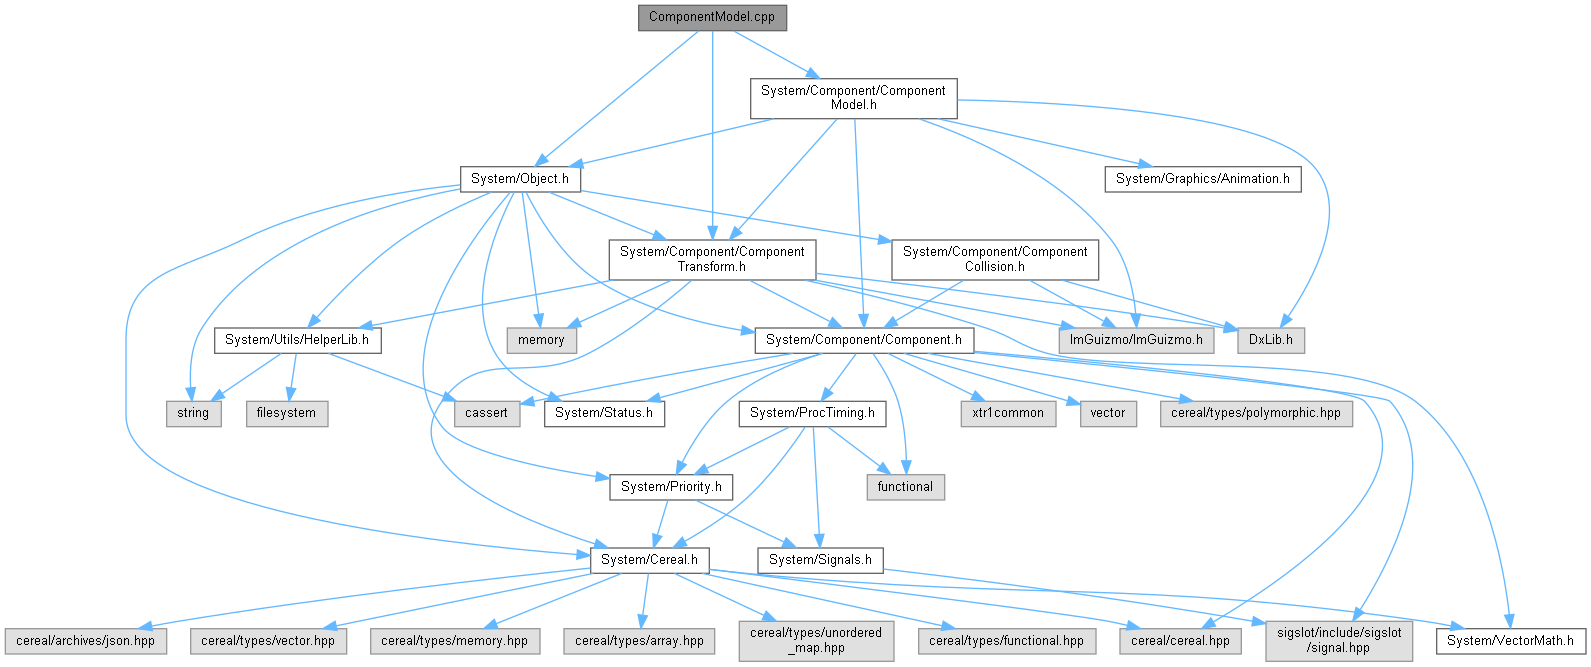 ComponentModel.cpp
System/Component/Component
Model.h
System/Object.h
System/Graphics/Animation.h
System/Component/Component
Transform.h
System/Component/Component
Collision.h
System/Utils/HelperLib.h
memory
System/Component/Component.h
ImGuizmo/ImGuizmo.h
DxLib.h
string
filesystem
cassert
System/Status.h
System/ProcTiming.h
xtr1common
vector
cereal/types/polymorphic.hpp
System/Priority.h
functional
System/Cereal.h
System/Signals.h
cereal/archives/json.hpp
cereal/types/vector.hpp
cereal/types/memory.hpp
cereal/types/array.hpp
cereal/types/unordered
_map.hpp
cereal/types/functional.hpp
cereal/cereal.hpp
sigslot/include/sigslot
/signal.hpp
System/VectorMath.h